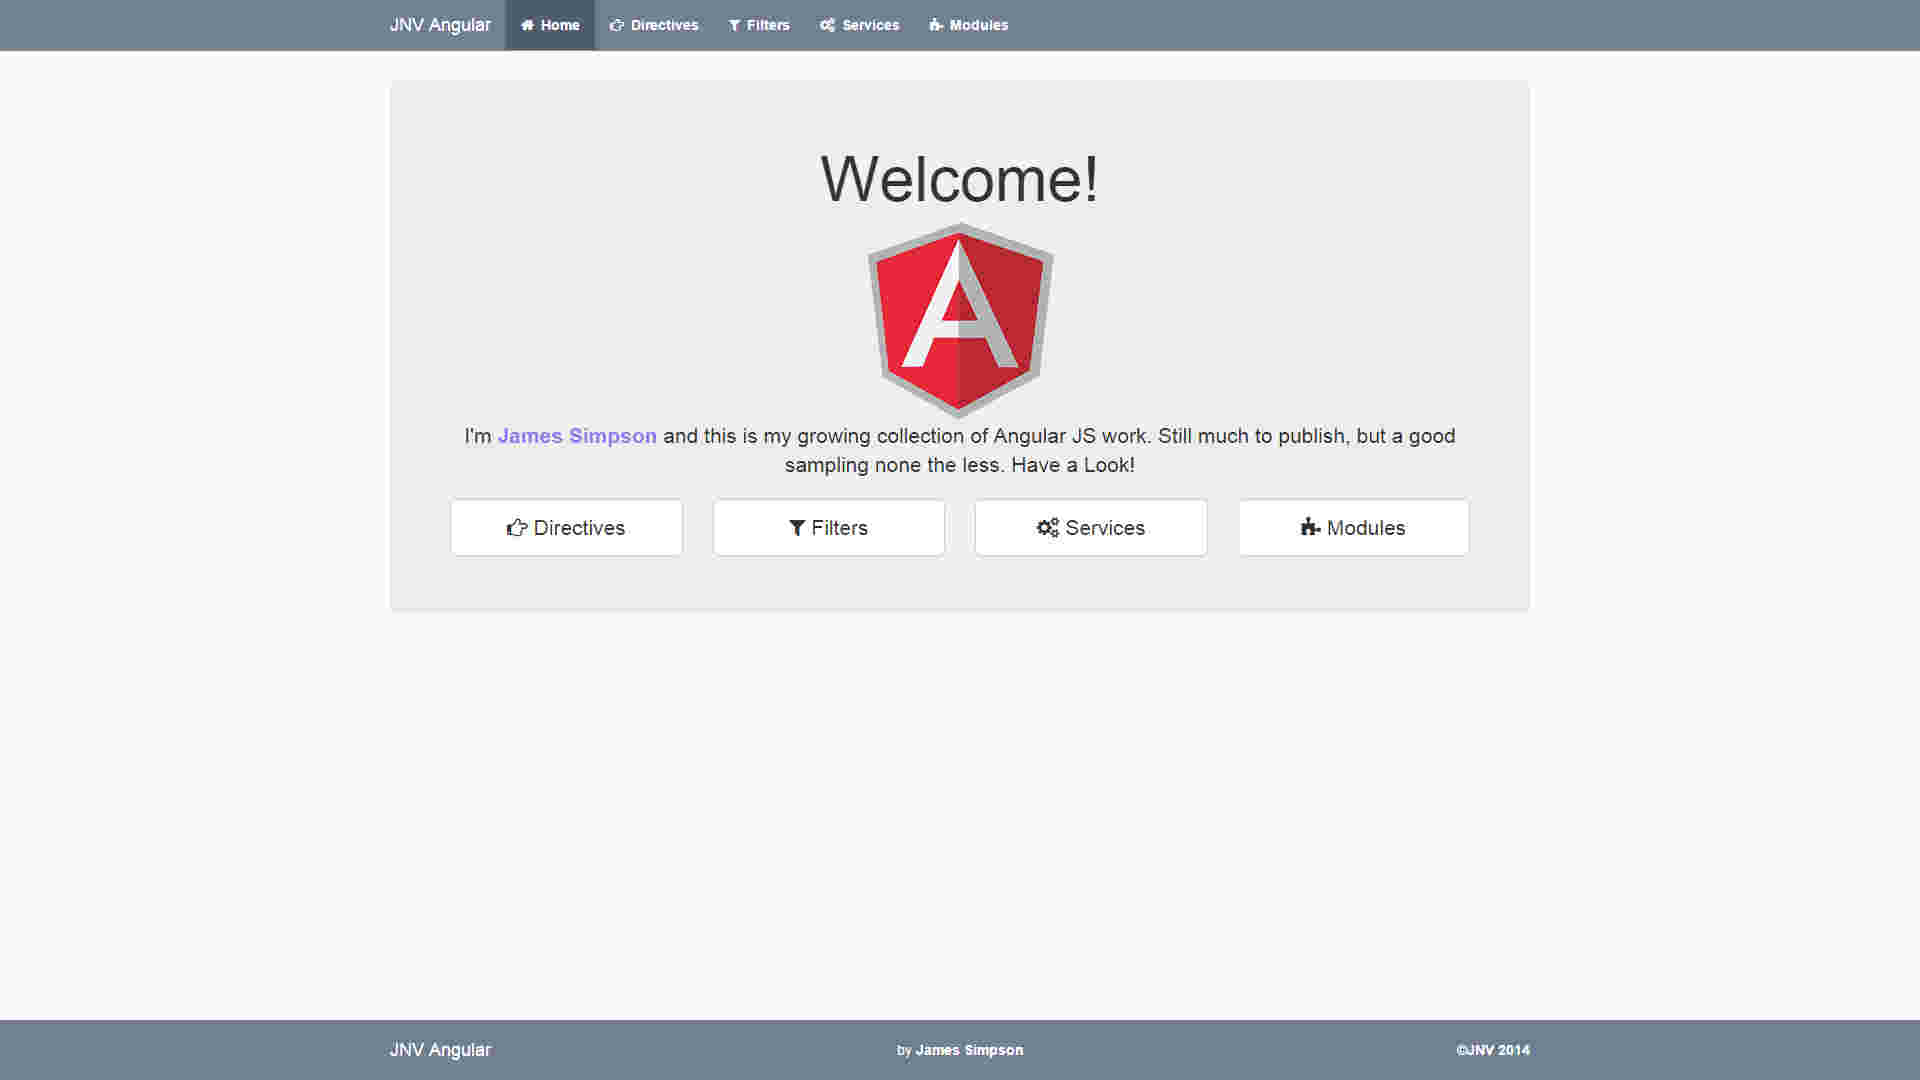 JNV Angular Home Directives Filters Services Modules
Welcome!
A
I'm James Simpson and this is my growing collection of Angular JS work. Still much to publish, but a good
sampling none the less. Have a Look!
Directives Filters Services Modules
JNV Angular by James Simpson ©JNV 2014